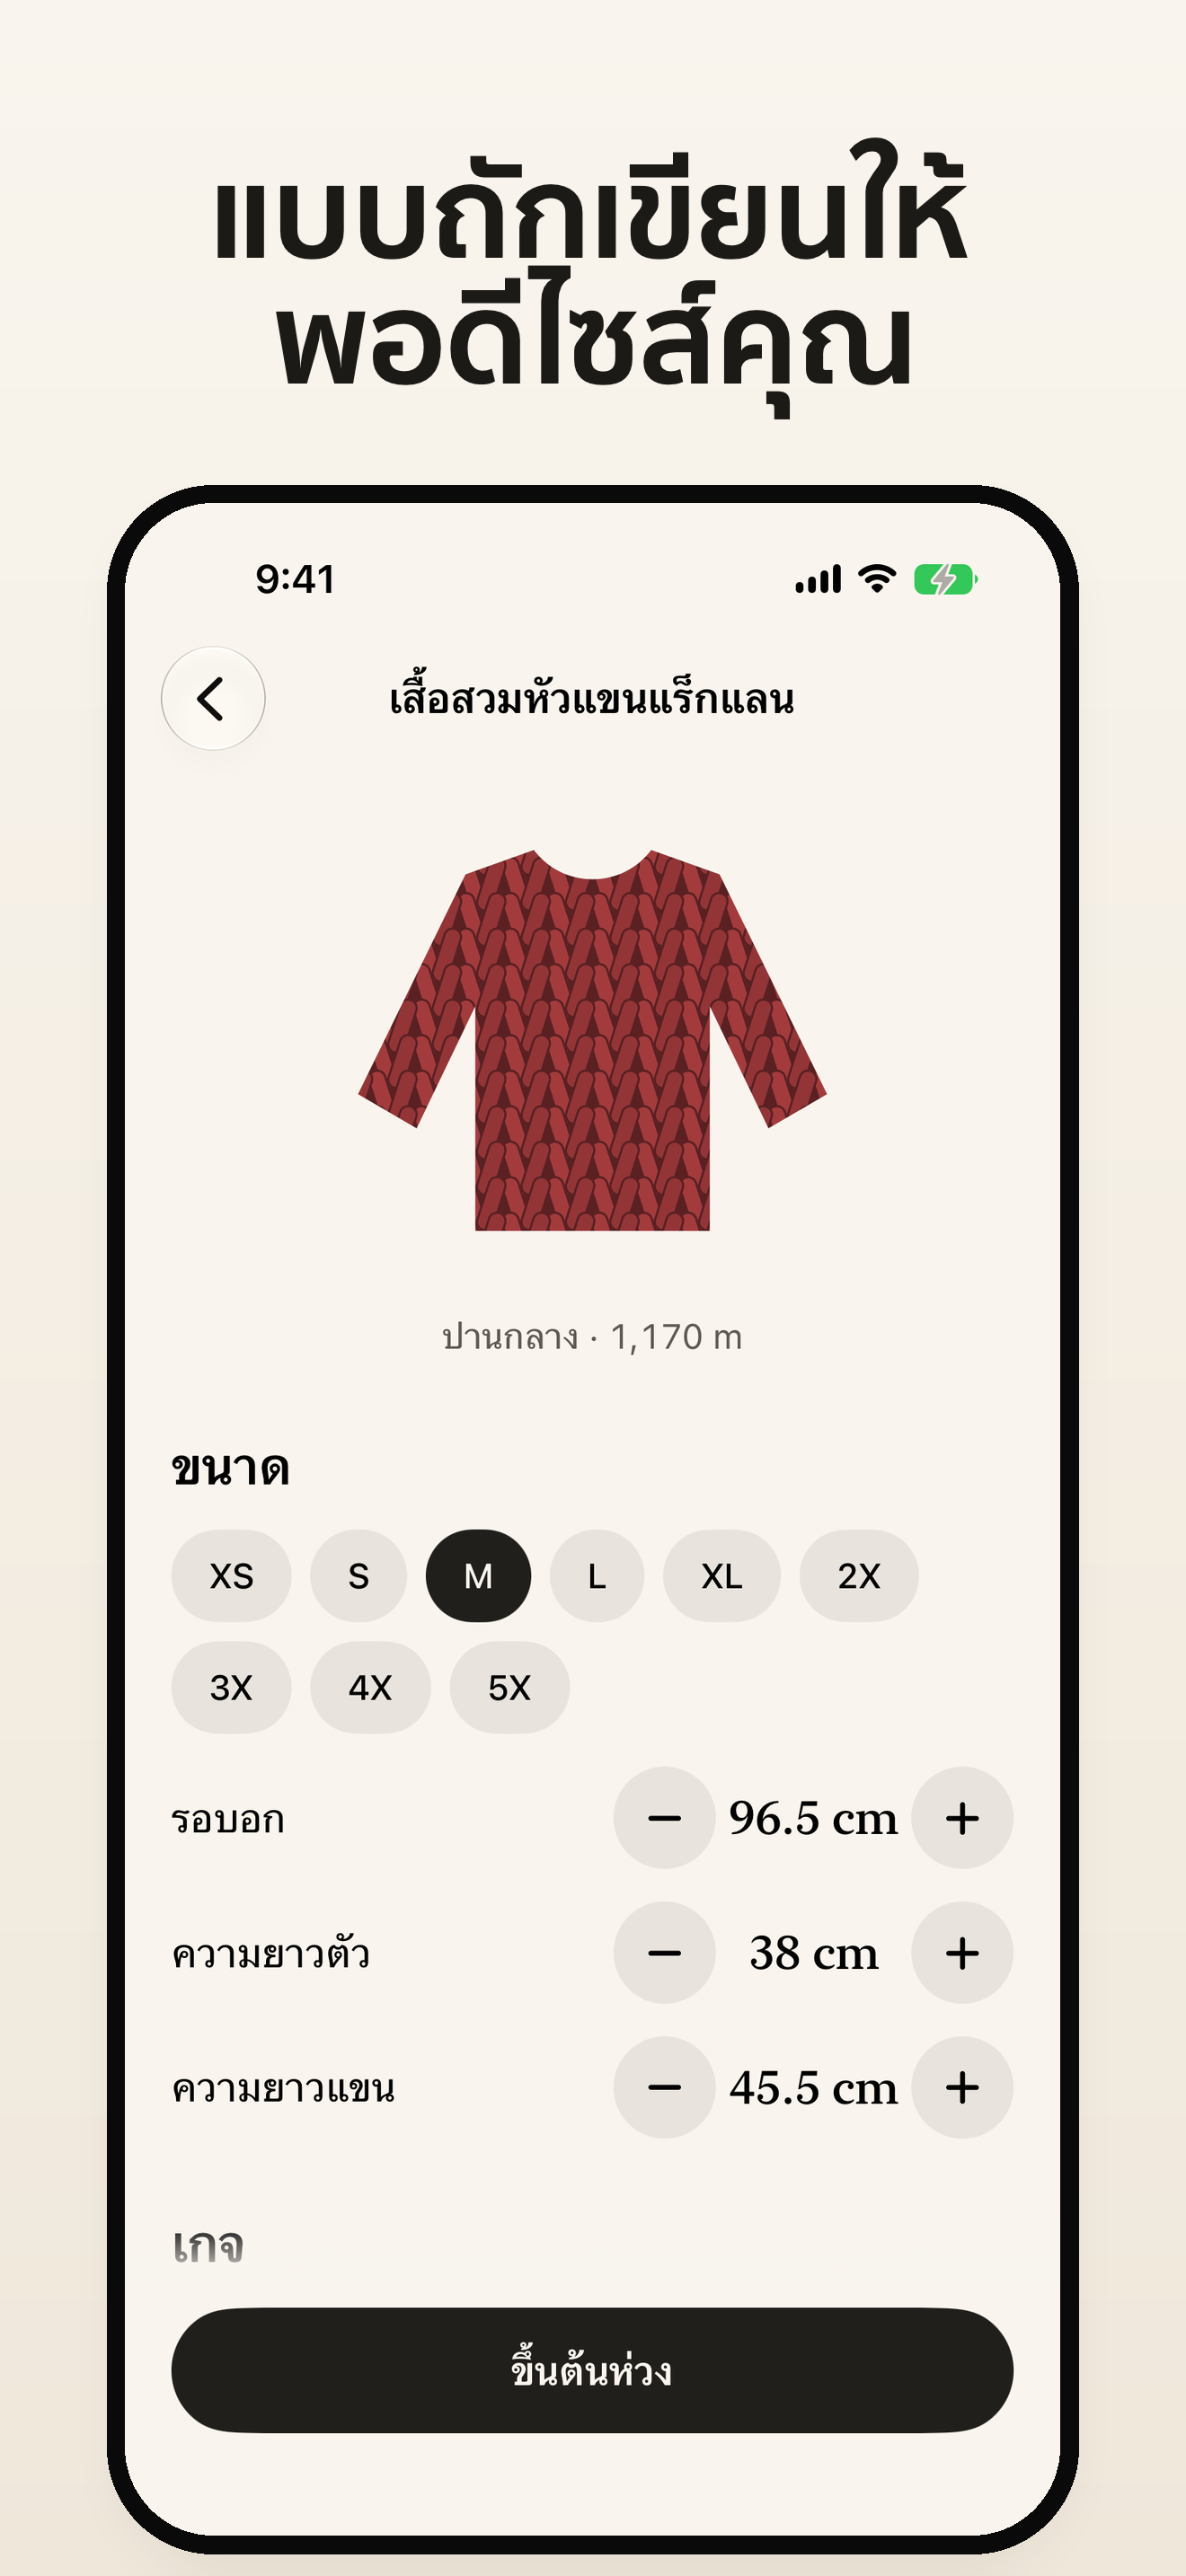 แบบถักเขียนให้
พอดีไซส์คุณ
9:41
เสื้อสวมหัวแขนแร็กแลน
ปานกลาง · 1,170 m
ขนาด
XS S M L XL 2X
3X 4X 5X
รอบอก − 96.5 cm +
ความยาวตัว − 38 cm +
ความยาวแขน − 45.5 cm +
เกจ
ขึ้นต้นห่วง